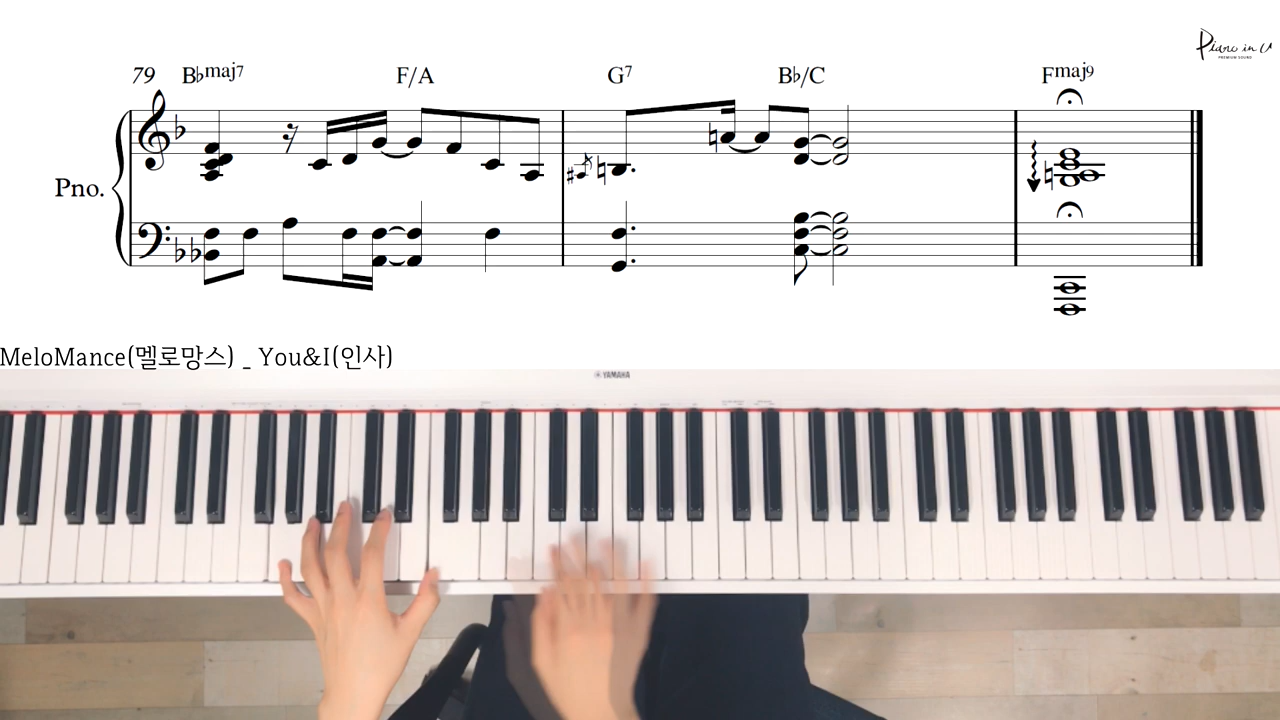 Piano in U
PREMIUM SOUND
79 B♭maj7 F/A G7 B♭/C Fmaj9
Pno.
MeloMance(멜로망스) _ You&I(인사)
YAMAHA